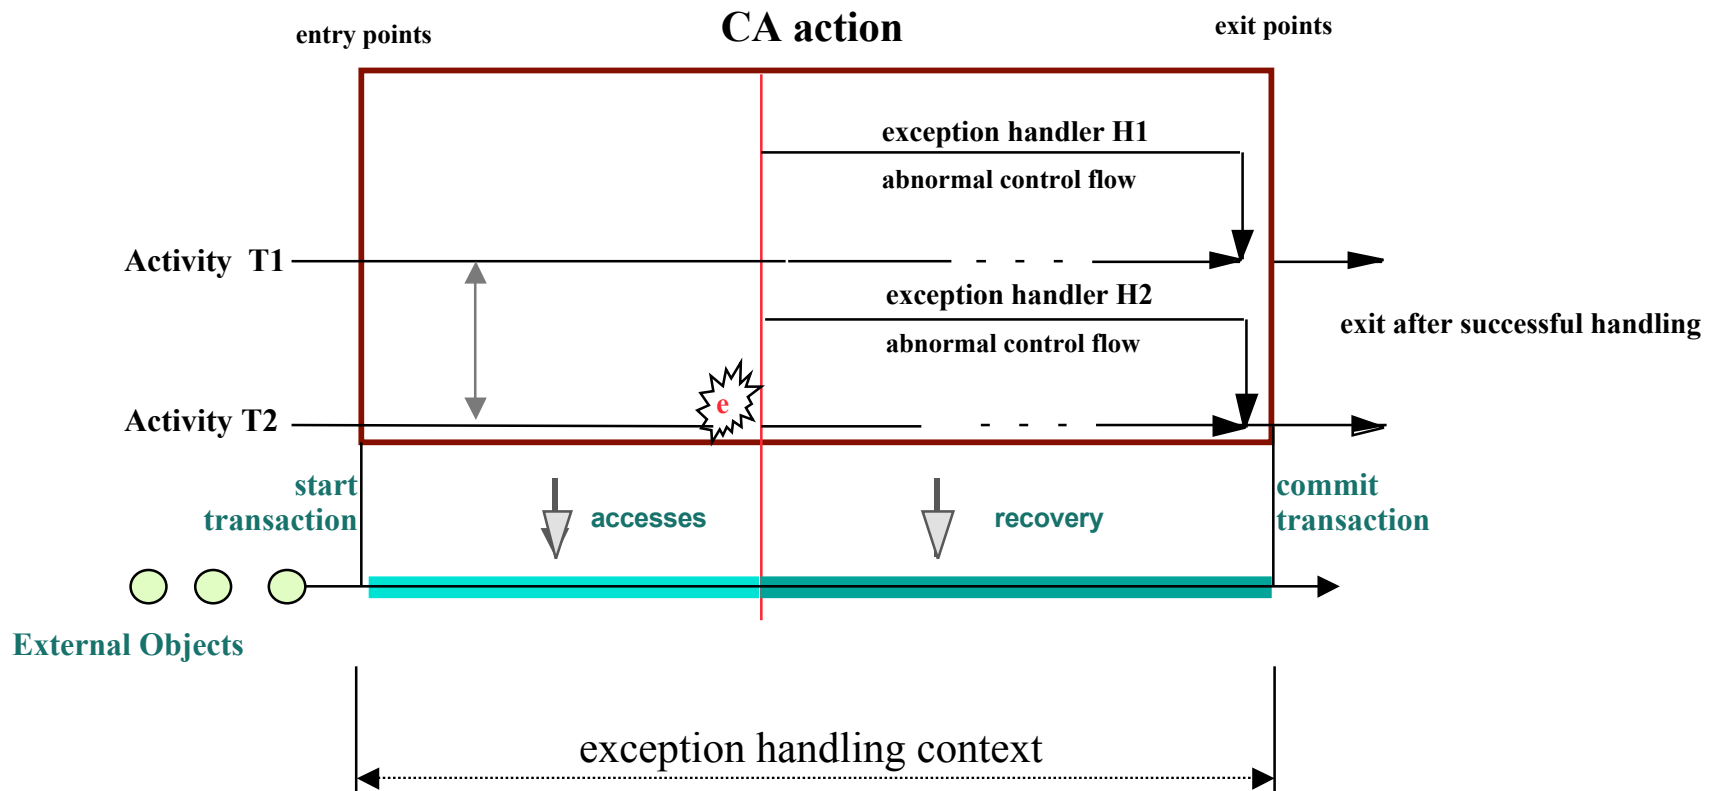 entry points
CA action
exit points
exception handler H1
abnormal control flow
Activity T1
exception handler H2
exit after successful handling
abnormal control flow
e
Activity T2
start
transaction
accesses
recovery
commit
transaction
External Objects
exception handling context